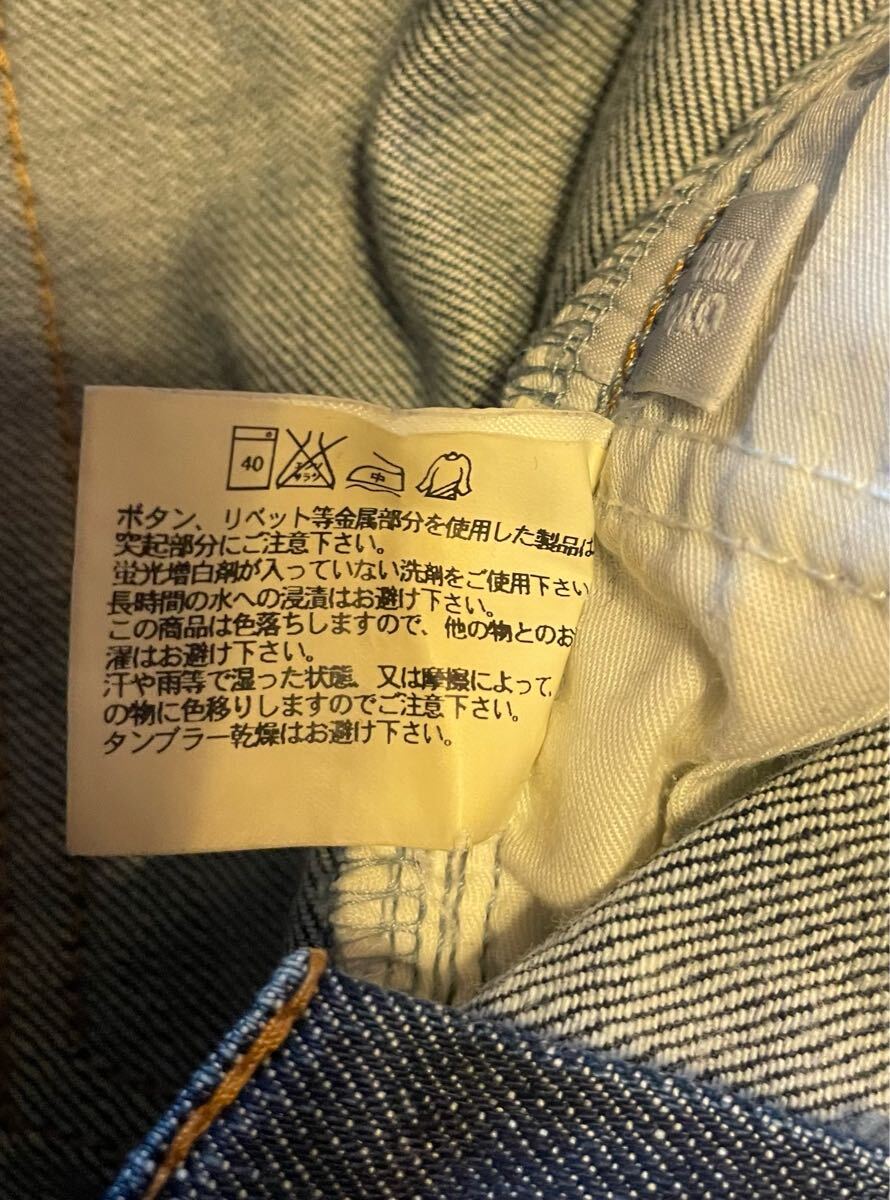 40
エンソ
サラシ
中
ボタン、リベット等金属部分を使用した製品は
突起部分にご注意下さい。
蛍光増白剤が入っていない洗剤をご使用下さい
長時間の水への浸漬はお避け下さい。
この商品は色落ちしますので、他の物とのお
濯はお避け下さい。
汗や雨等で湿った状態、又は摩擦によって、
の物に色移りしますのでご注意下さい。
タンブラー乾燥はお避け下さい。